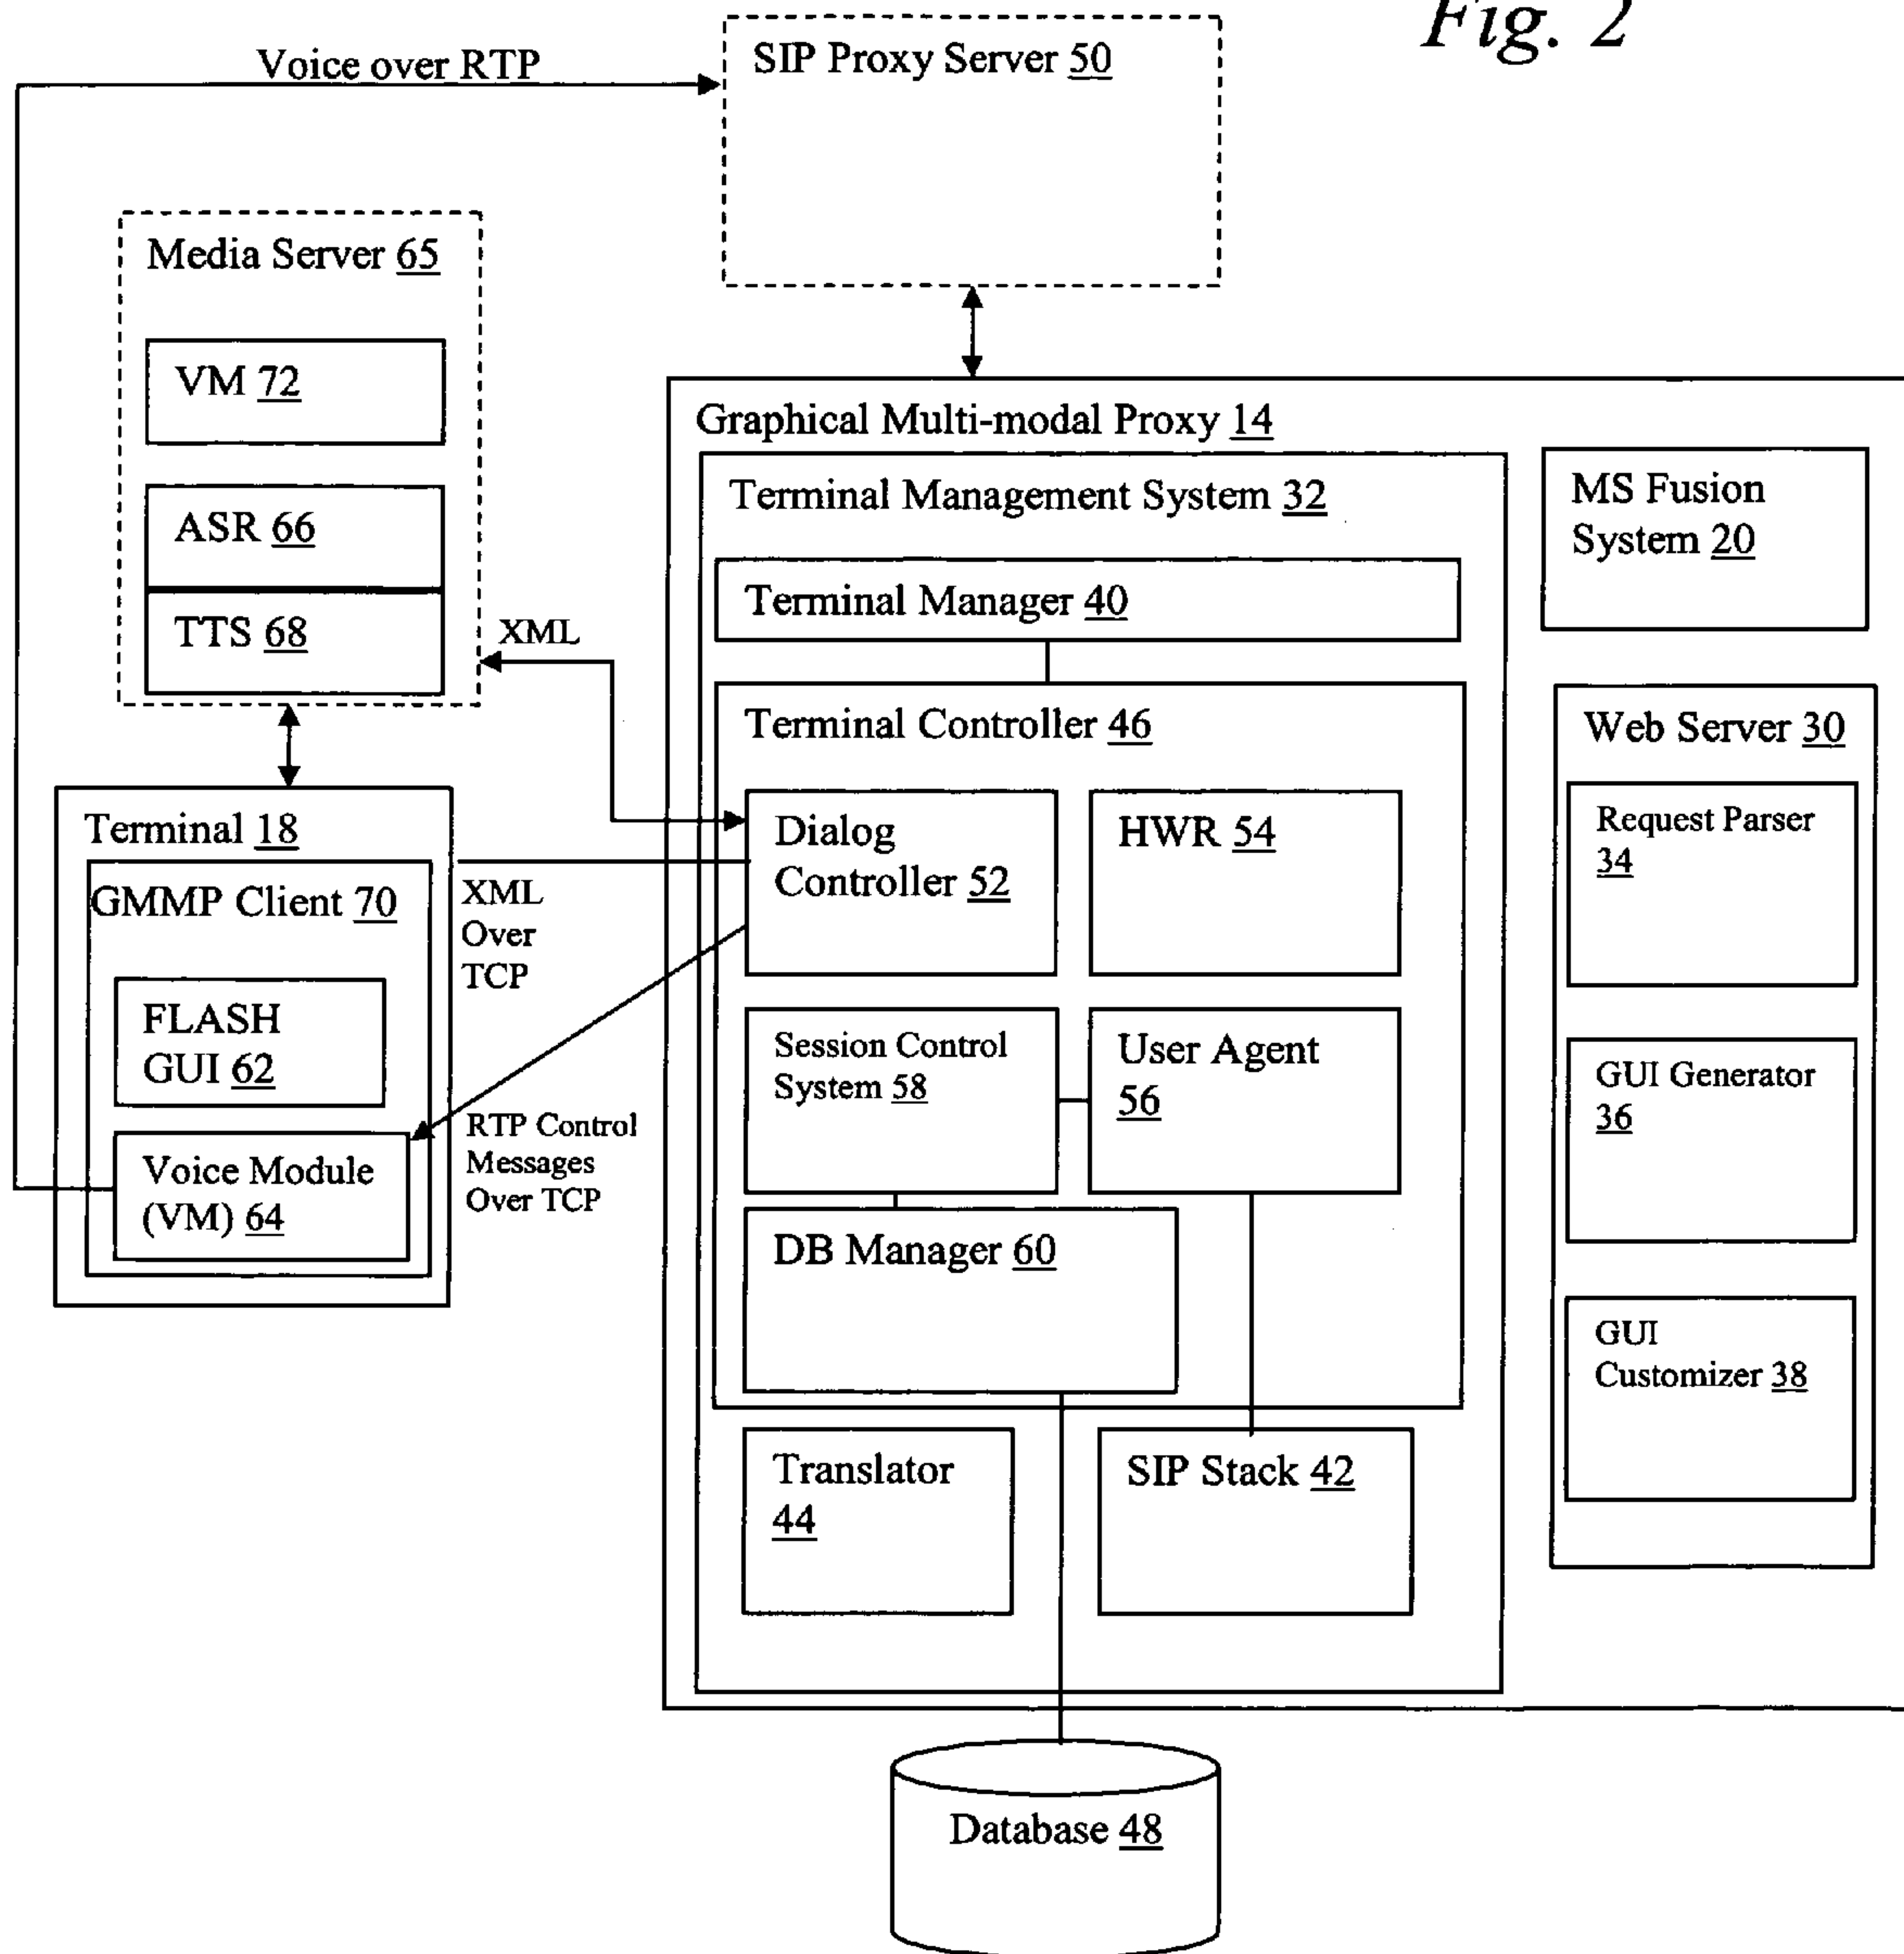 Fig. 2
Voice over RTP
SIP Proxy Server 50
Media Server 65
VM 72
ASR 66
TTS 68
XML
Graphical Multi-modal Proxy 14
Terminal Management System 32
MS Fusion
System 20
Terminal Manager 40
Terminal Controller 46
Web Server 30
Terminal 18
GMMP Client 70
XML
Over
TCP
Dialog
Controller 52
HWR 54
Request Parser
34
FLASH
GUI 62
Session Control
System 58
User Agent
56
GUI Generator
36
Voice Module
(VM) 64
RTP Control
Messages
Over TCP
DB Manager 60
GUI
Customizer 38
Translator
44
SIP Stack 42
Database 48